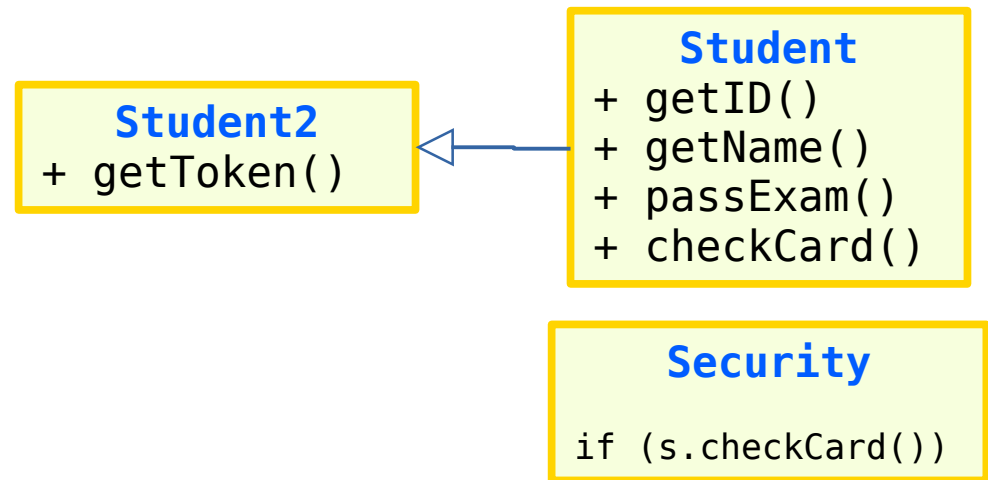 Student2
+ getToken()
Student
+ getID()
+ getName()
+ passExam()
+ checkCard()
Security
if (s.checkCard())